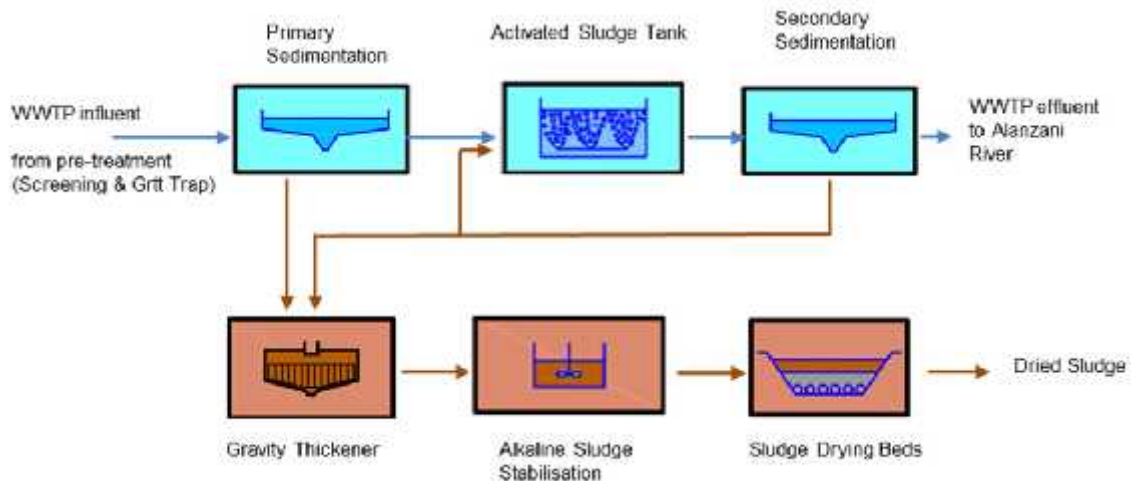 Primary
Sedimentation
Activated Sludge Tank
Secondary
Sedimentation
WWTP influent
from pre-treatment
(Screening & Grtt Trap)
WWTP effluent
to Alanzani
River
Gravity Thickener
Alkaline Sludge
Stabilisation
Sludge Drying Beds
Dried Sludge